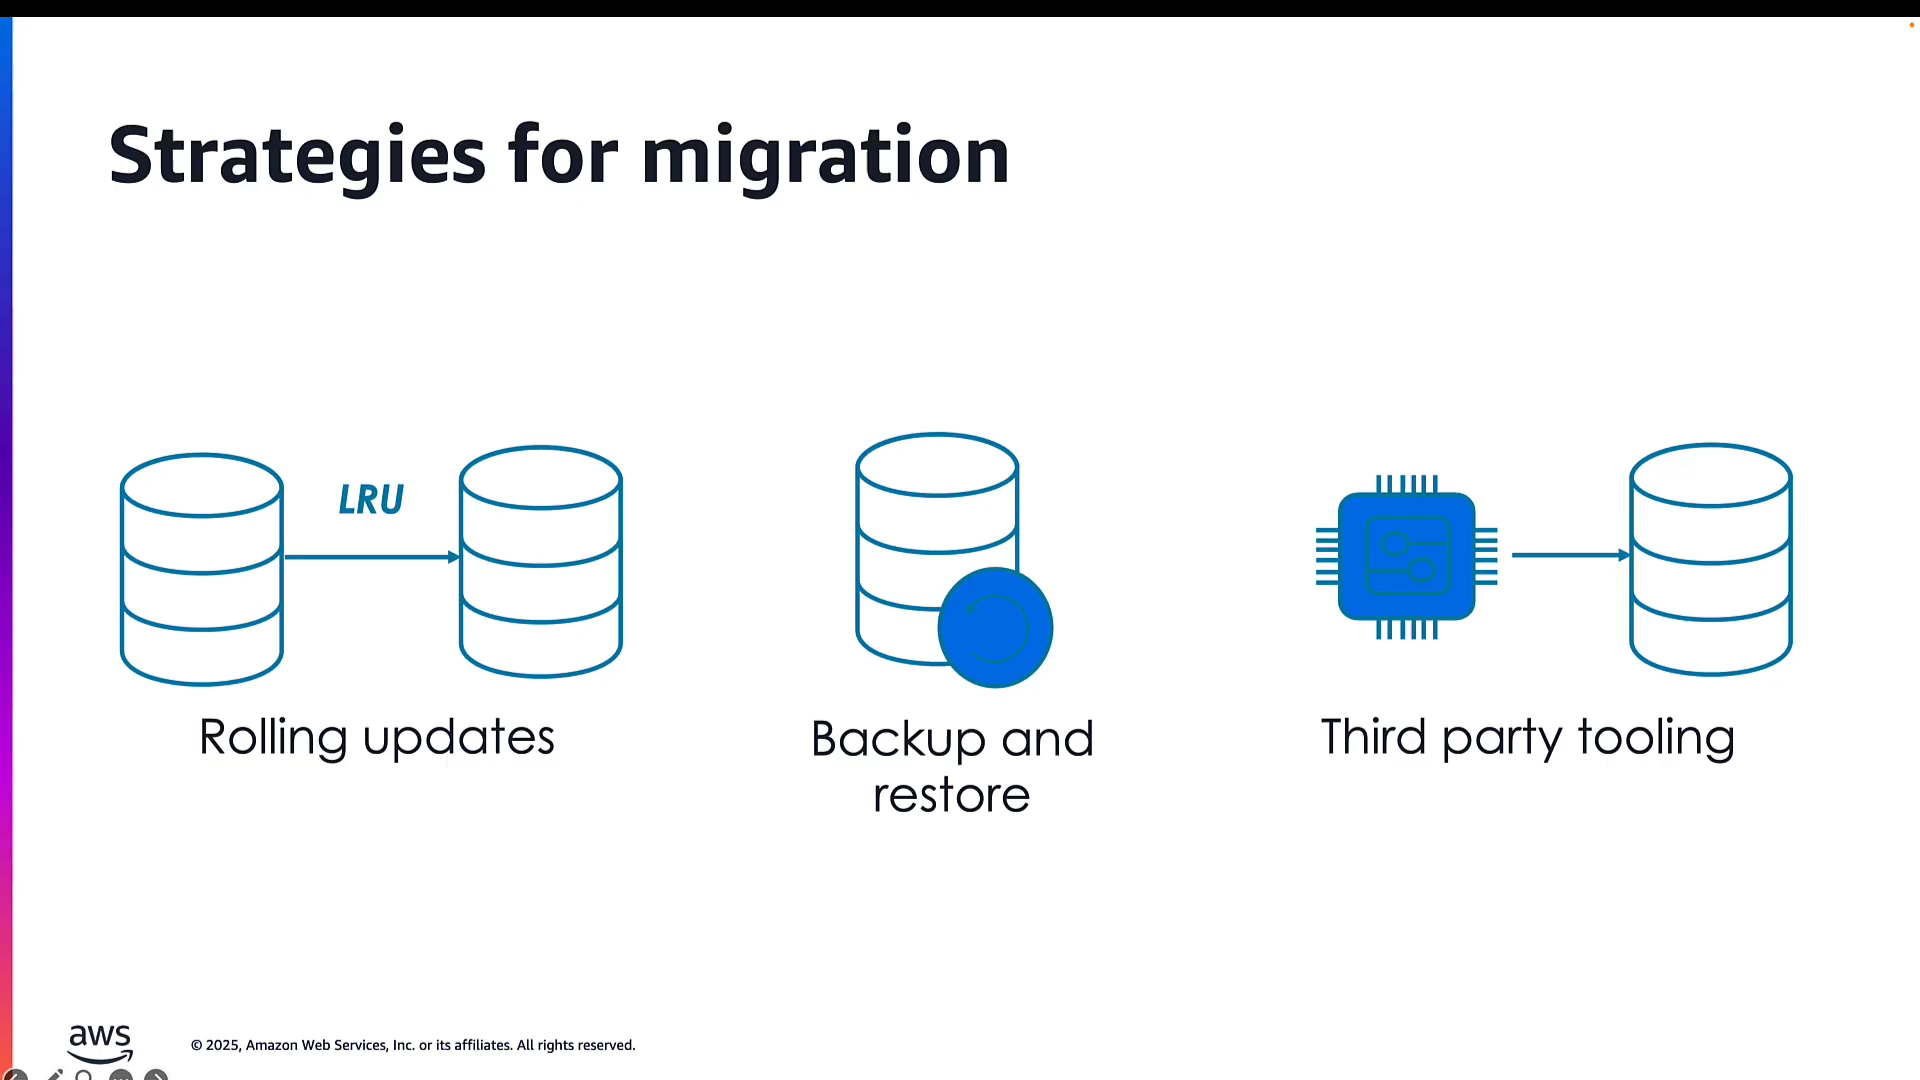 Strategies for migration
LRU
Rolling updates
Backup and
restore
Third party tooling
aws
© 2025, Amazon Web Services, Inc. or its affiliates. All rights reserved.